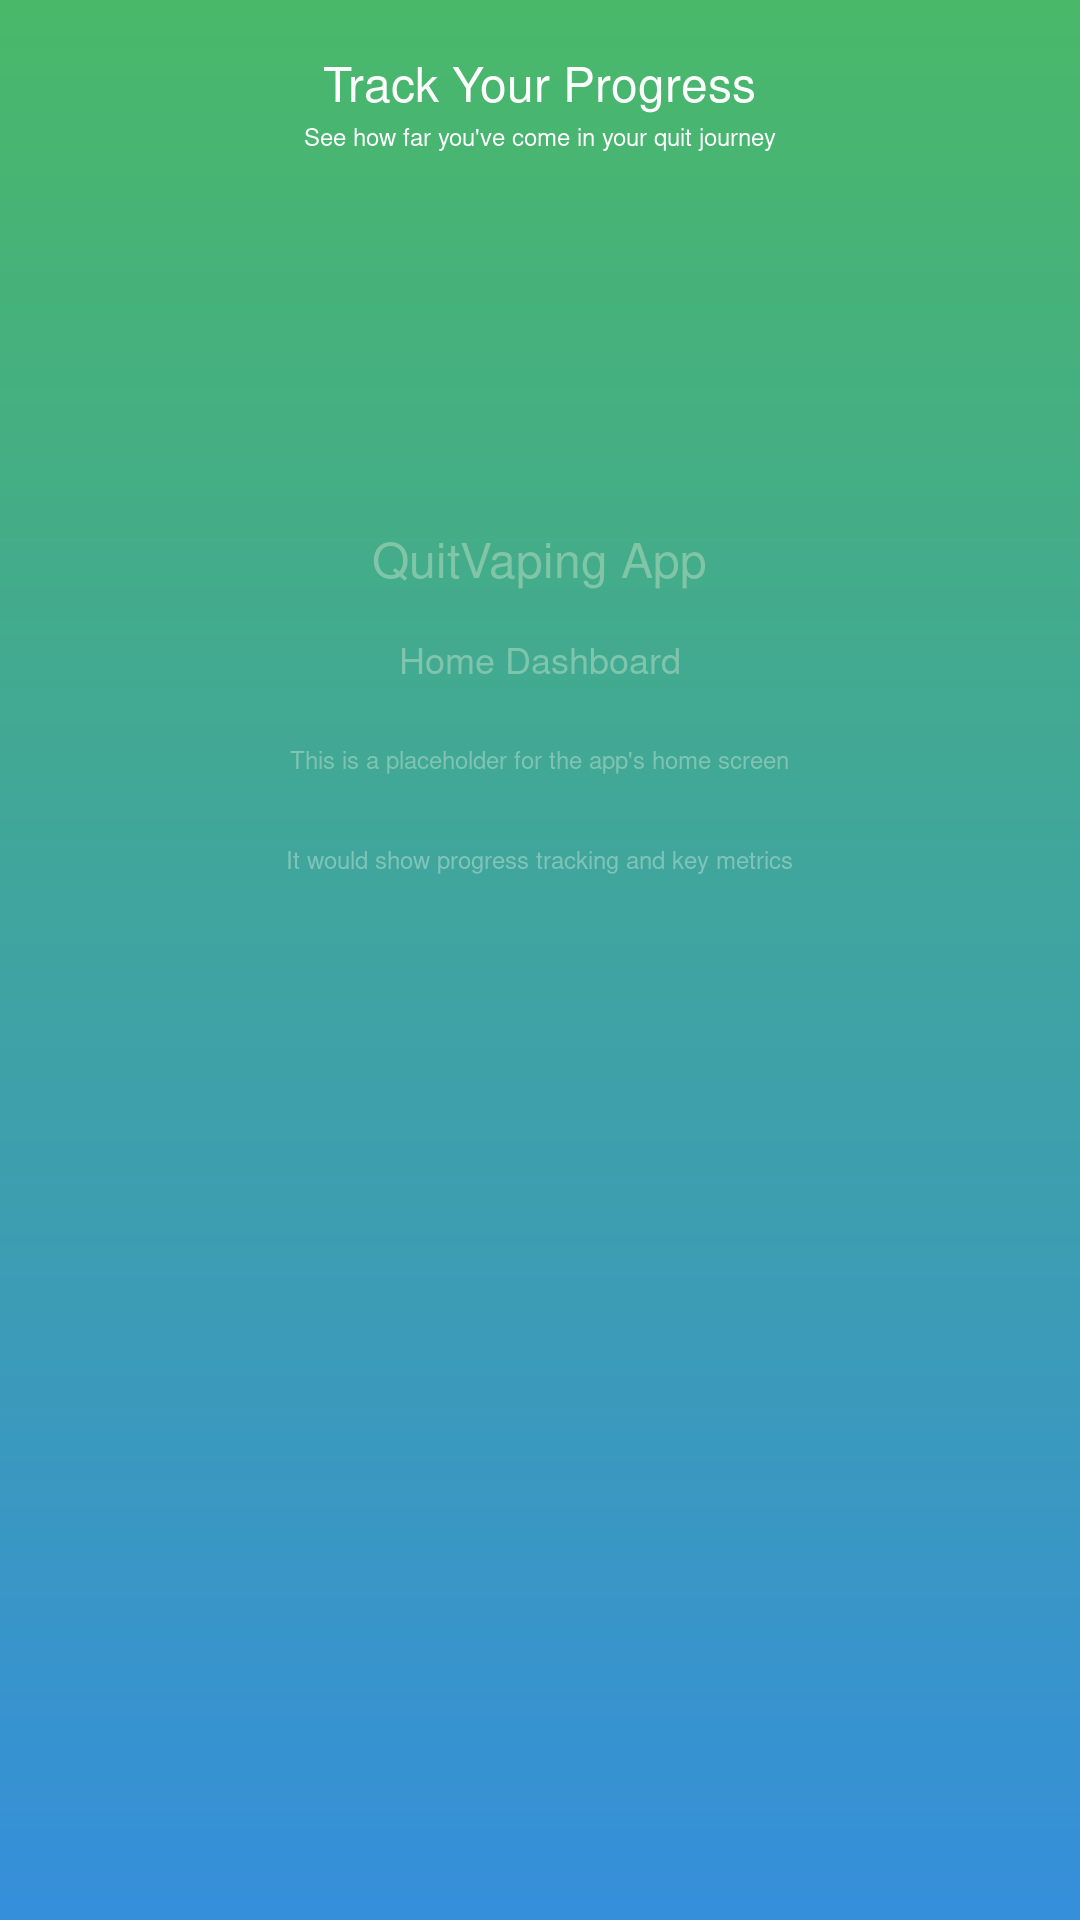 Track Your Progress
See how far you've come in your quit journey
QuitVaping App
Home Dashboard
This is a placeholder for the app's home screen
It would show progress tracking and key metrics